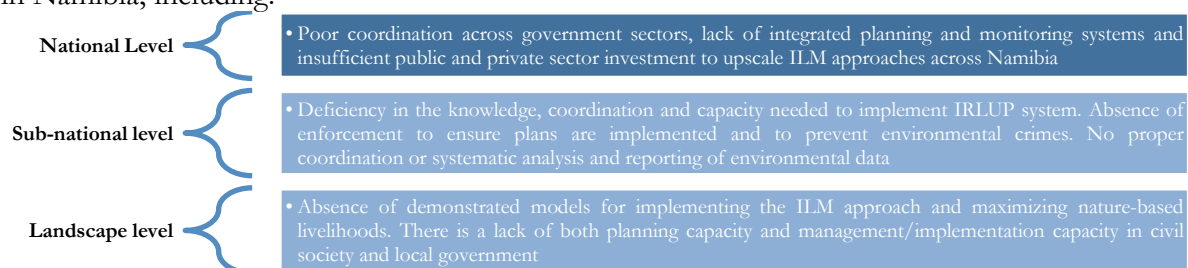 in Namibia, including:
National Level
• Poor coordination across government sectors, lack of integrated planning and monitoring systems and
insufficient public and private sector investment to upscale ILM approaches across Namibia
Sub-national level
• Deficiency in the knowledge, coordination and capacity needed to implement IRLUP system. Absence of
enforcement to ensure plans are implemented and to prevent environmental crimes. No proper
coordination or systematic analysis and reporting of environmental data
Landscape level
• Absence of demonstrated models for implementing the ILM approach and maximizing nature-based
livelihoods. There is a lack of both planning capacity and management/implementation capacity in civil
society and local government